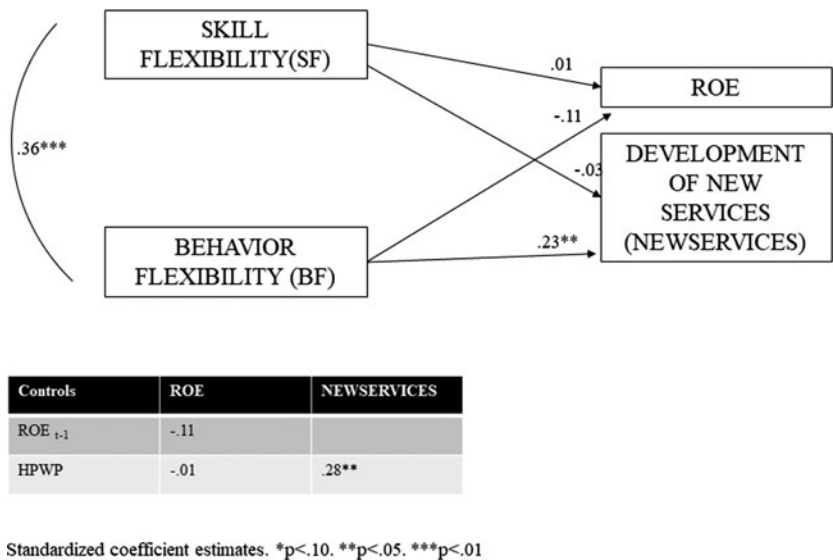 SKILL
FLEXIBILITY(SF)
.01
ROE
-.11
.36***
DEVELOPMENT
OF NEW
SERVICES
(NEWSERVICES)
-.03
BEHAVIOR
FLEXIBILITY (BF)
.23**
Controls ROE NEWSERVICES
ROE t-1 -.11
HPWP -.01 .28**
Standardized coefficient estimates. *p<.10. **p<.05. ***p<.01